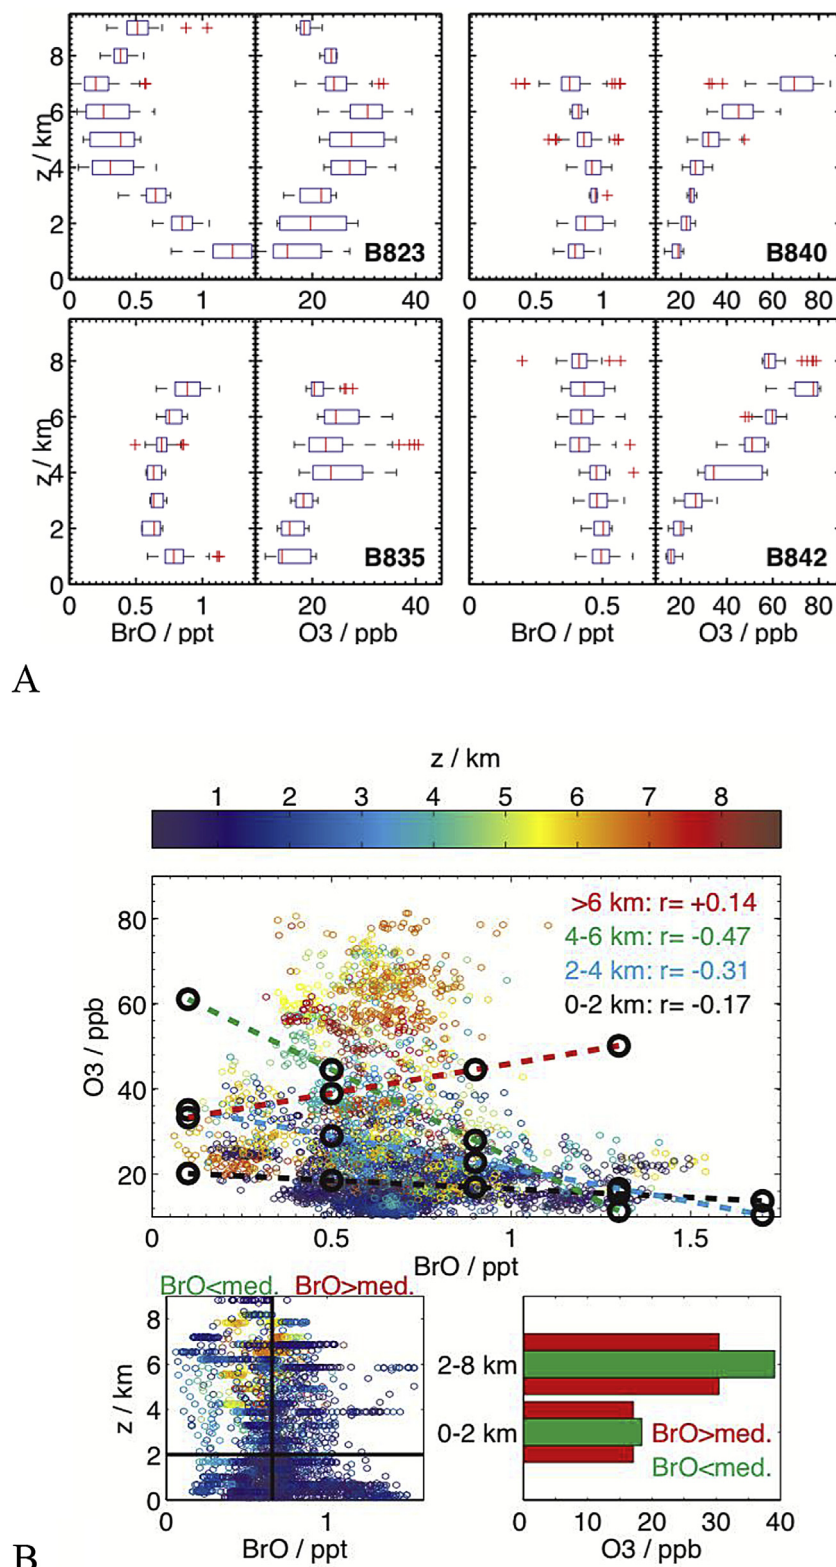 8
6
4
2
0
z / km
B823
B840
0 0.5 1 20 40 0 0.5 1 20 40 60 80
8
6
4
2
0
z / km
B835
B842
0 1 20 40 0 0.5 20 40 60 80
BrO / ppt O3 / ppb BrO / ppt O3 / ppb
A
z / km
1 2 3 4 5 6 7 8
80
60
40
20
O3 / ppb
>6 km: r= +0.14
4-6 km: r= -0.47
2-4 km: r= -0.31
0-2 km: r= -0.17
0 0.5 1 1.5
BrO / ppt
BrO<med. BrO>med.
8
6
4
2
0
z / km
0 1
BrO / ppt
2-8 km
0-2 km
BrO>med.
BrO<med.
0 10 20 30 40
O3 / ppb
B